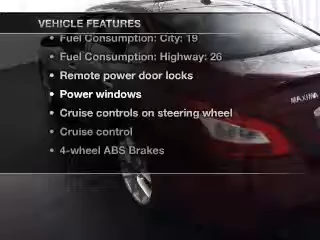 VEHICLE FEATURES
• Fuel Consumption: City: 19
• Fuel Consumption: Highway: 26
• Remote power door locks
• Power windows
• Cruise controls on steering wheel
• Cruise control
• 4-wheel ABS Brakes
MAXIMA